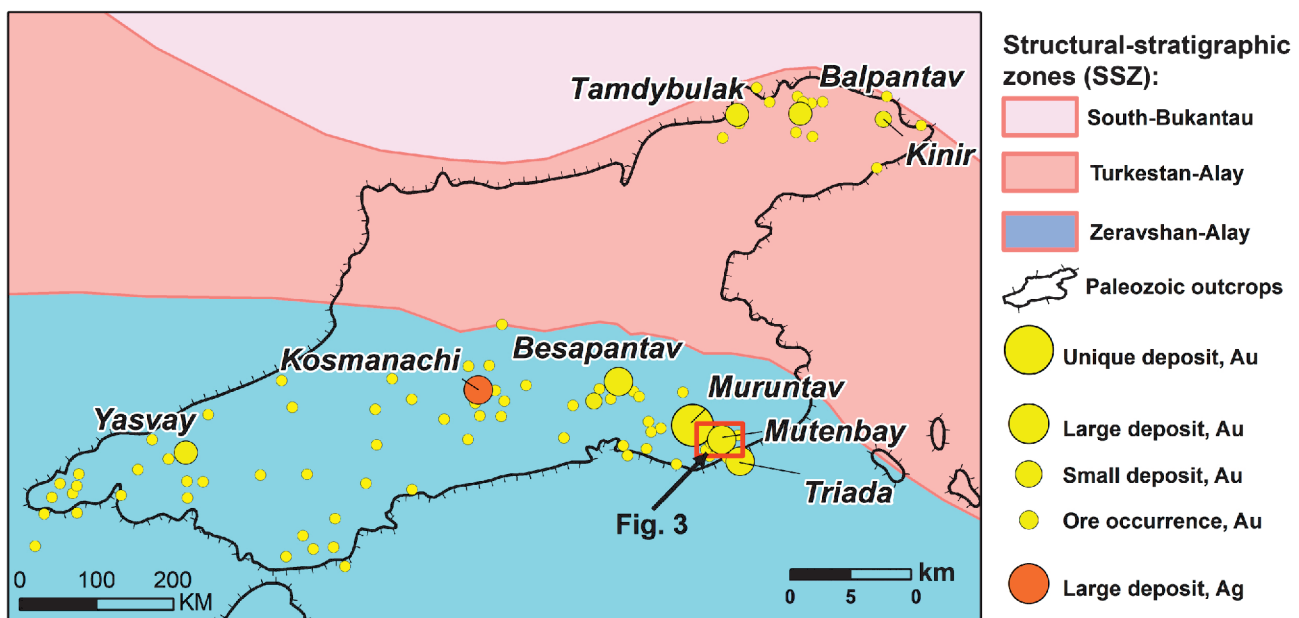 Tamdybulak
Balpantav
Kinir
Kosmanachi
Besapantav
Muruntav
Yasvay
Mutenbay
Triada
Fig. 3
0 100 200
KM
km
0 5 0
Structural-stratigraphic
zones (SSZ):
South-Bukantau
Turkestan-Alay
Zeravshan-Alay
Paleozoic outcrops
Unique deposit, Au
Large deposit, Au
Small deposit, Au
Ore occurrence, Au
Large deposit, Ag